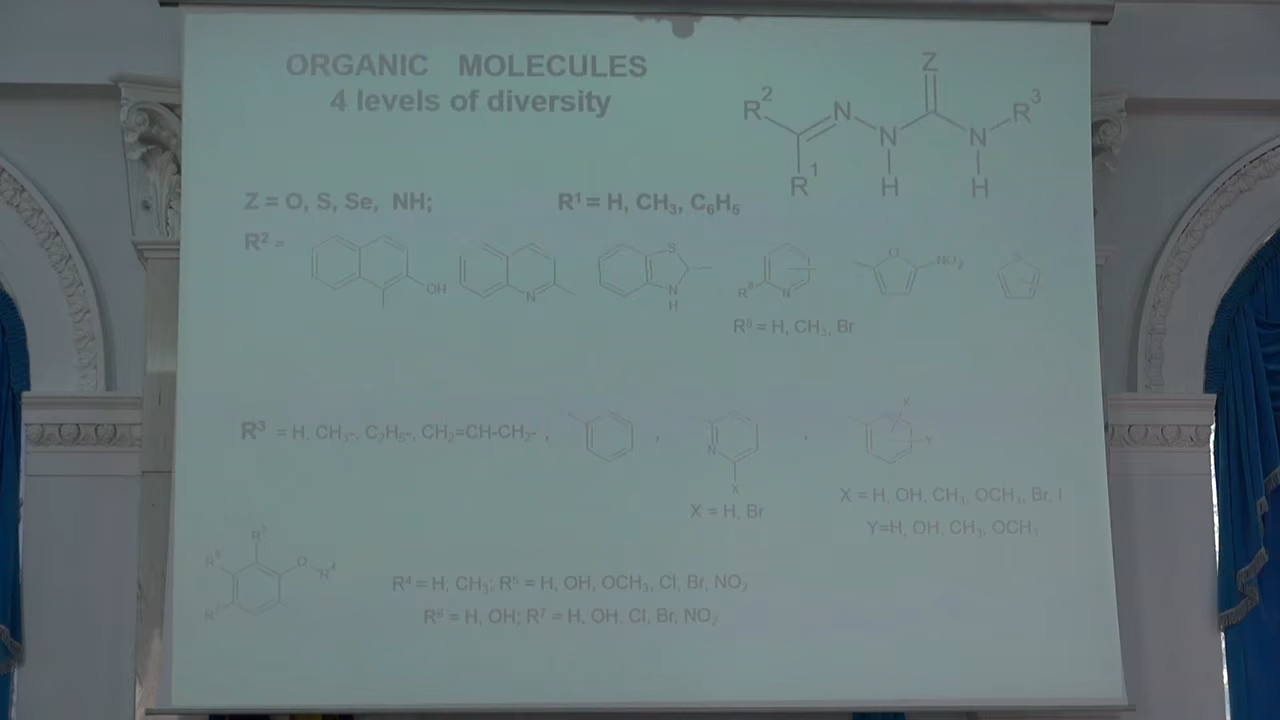 ORGANIC MOLECULES
4 levels of diversity
R² N Z R³
N N
R¹ H H
Z = O, S, Se, NH; R¹ = H, CH₃, C₆H₅
R² =
OH N S N H N O NO₂
= H, CH₃, Br
R³ = H, CH₃-, C₂H₅-, CH₂=CH-CH₂- ,
N X X Y
X = H, Br
X = H, OH, CH₃, OCH₃, Br, I
Y=H, OH, CH₃, OCH₃
O R⁴
R⁴ = H, CH₃; R⁵ = H, OH, OCH₃, Cl, Br, NO₂
R⁶ = H, OH; R⁷ = H, OH, Cl, Br, NO₂